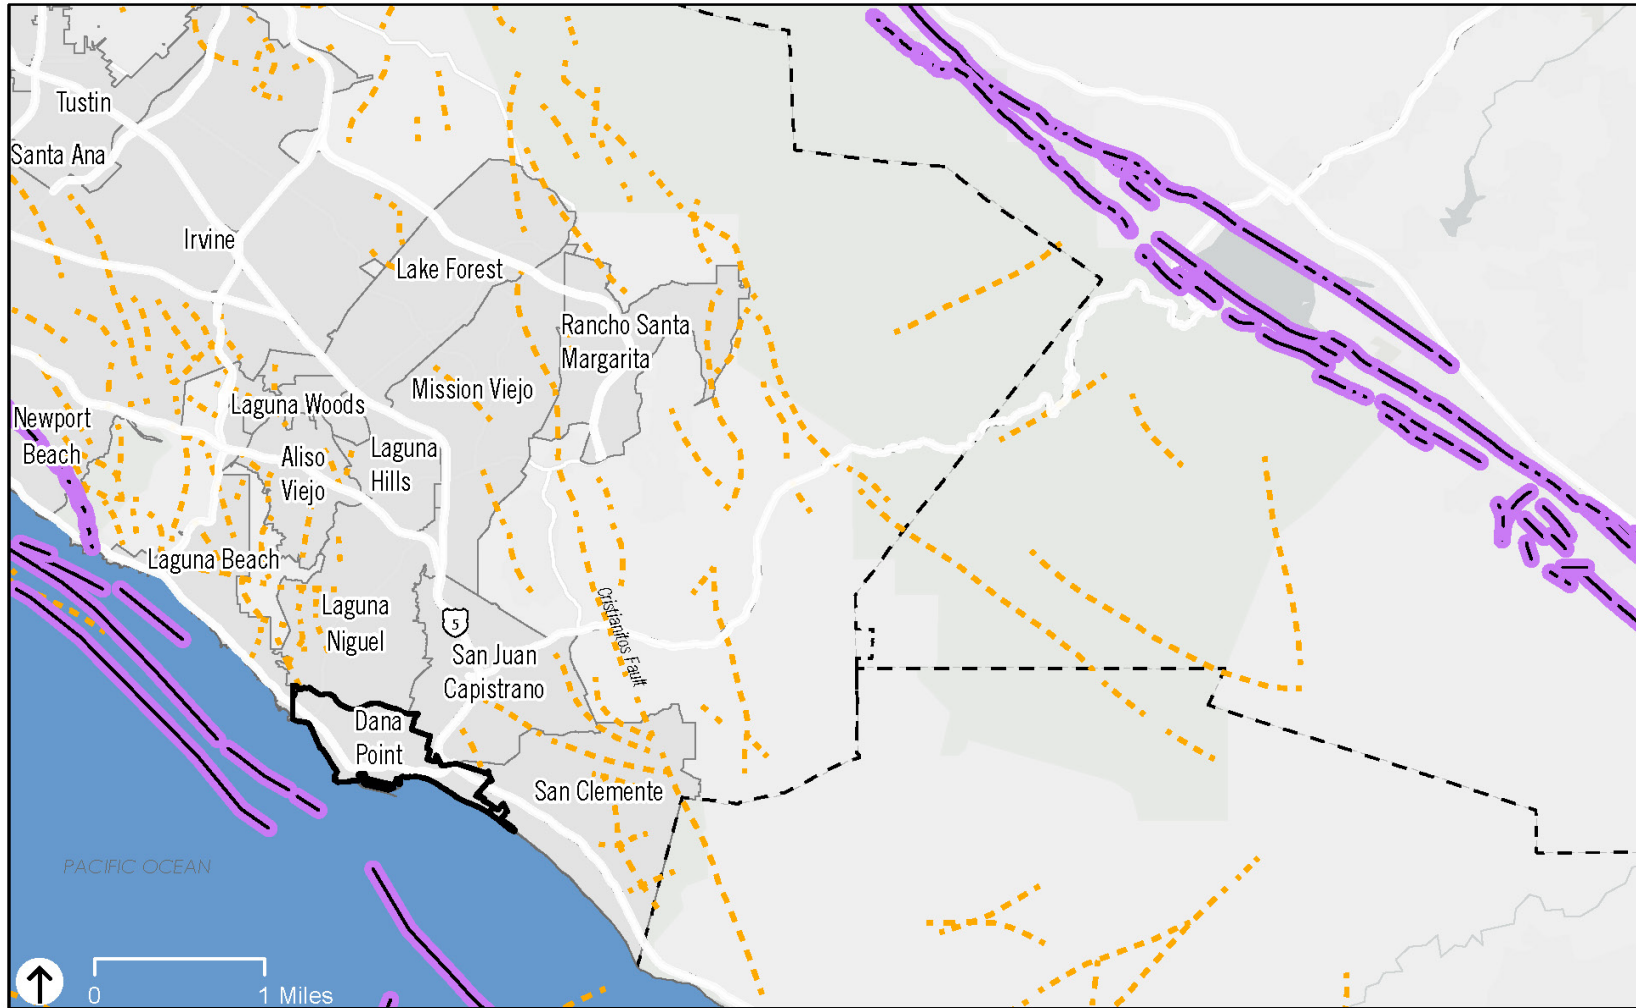 Tustin
Santa Ana
Irvine
Lake Forest
Rancho Santa
Margarita
Mission Viejo
Laguna Woods
Newport
Beach
Aliso
Viejo
Laguna
Hills
Laguna Beach
Laguna
Niguel
5
Cristianitos Fault
San Juan
Capistrano
Dana
Point
San Clemente
PACIFIC OCEAN
0 1 Miles